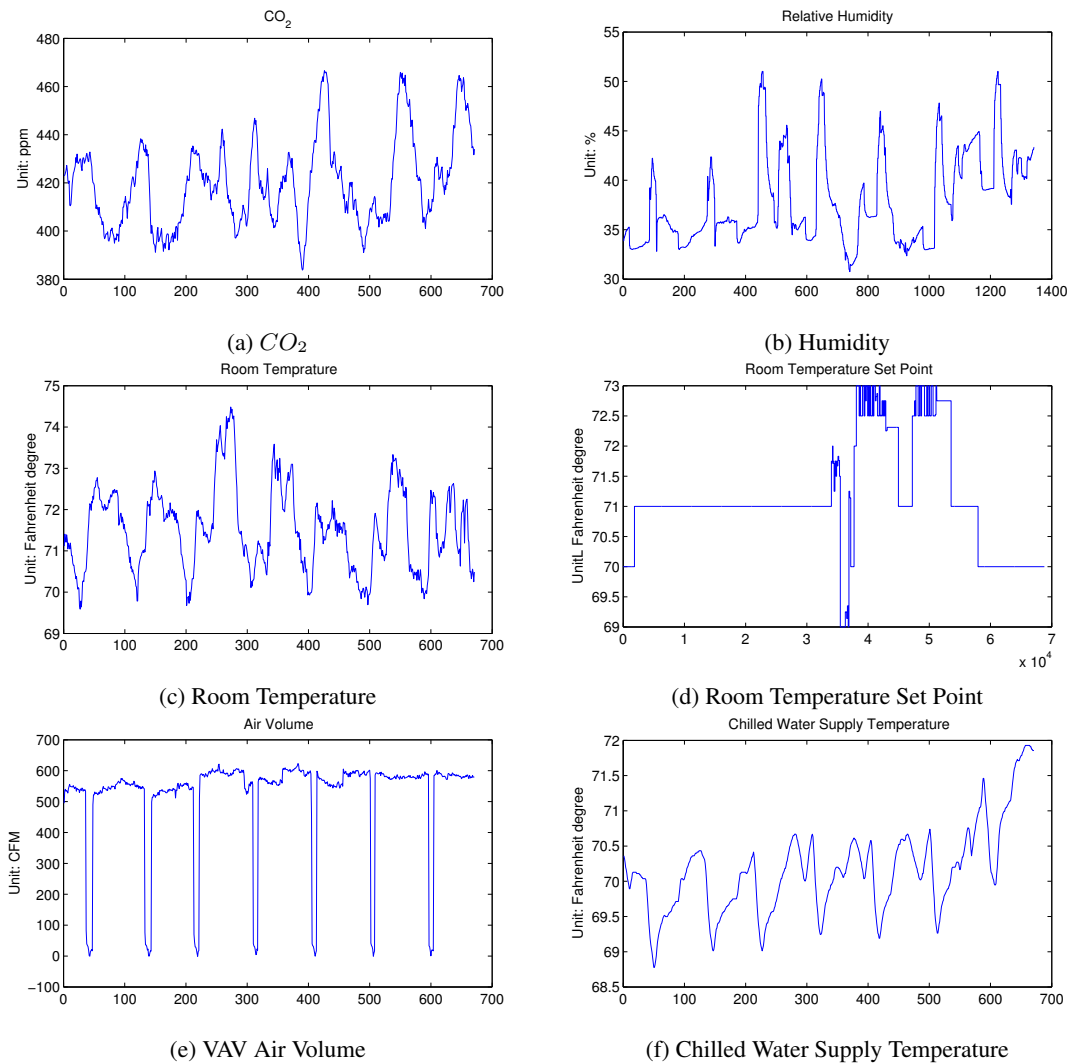 CO2
Unit: ppm
480
460
440
420
400
380
0 100 200 300 400 500 600 700
(a) CO2
Relative Humidity
Unit: %
55
50
45
40
35
30
0 200 400 600 800 1000 1200 1400
(b) Humidity
Room Temprature
Unit: Fahrenheit degree
75
74
73
72
71
70
69
0 100 200 300 400 500 600 700
(c) Room Temperature
Room Temperature Set Point
UnitL Fahrenheit degree
73
72.5
72
71.5
71
70.5
70
69.5
69
0 1 2 3 4 5 6 7
x 10^4
(d) Room Temperature Set Point
Air Volume
Unit: CFM
700
600
500
400
300
200
100
0
−100
0 100 200 300 400 500 600 700
(e) VAV Air Volume
Chilled Water Supply Temperature
Unit: Fahrenheit degree
72
71.5
71
70.5
70
69.5
69
68.5
0 100 200 300 400 500 600 700
(f) Chilled Water Supply Temperature